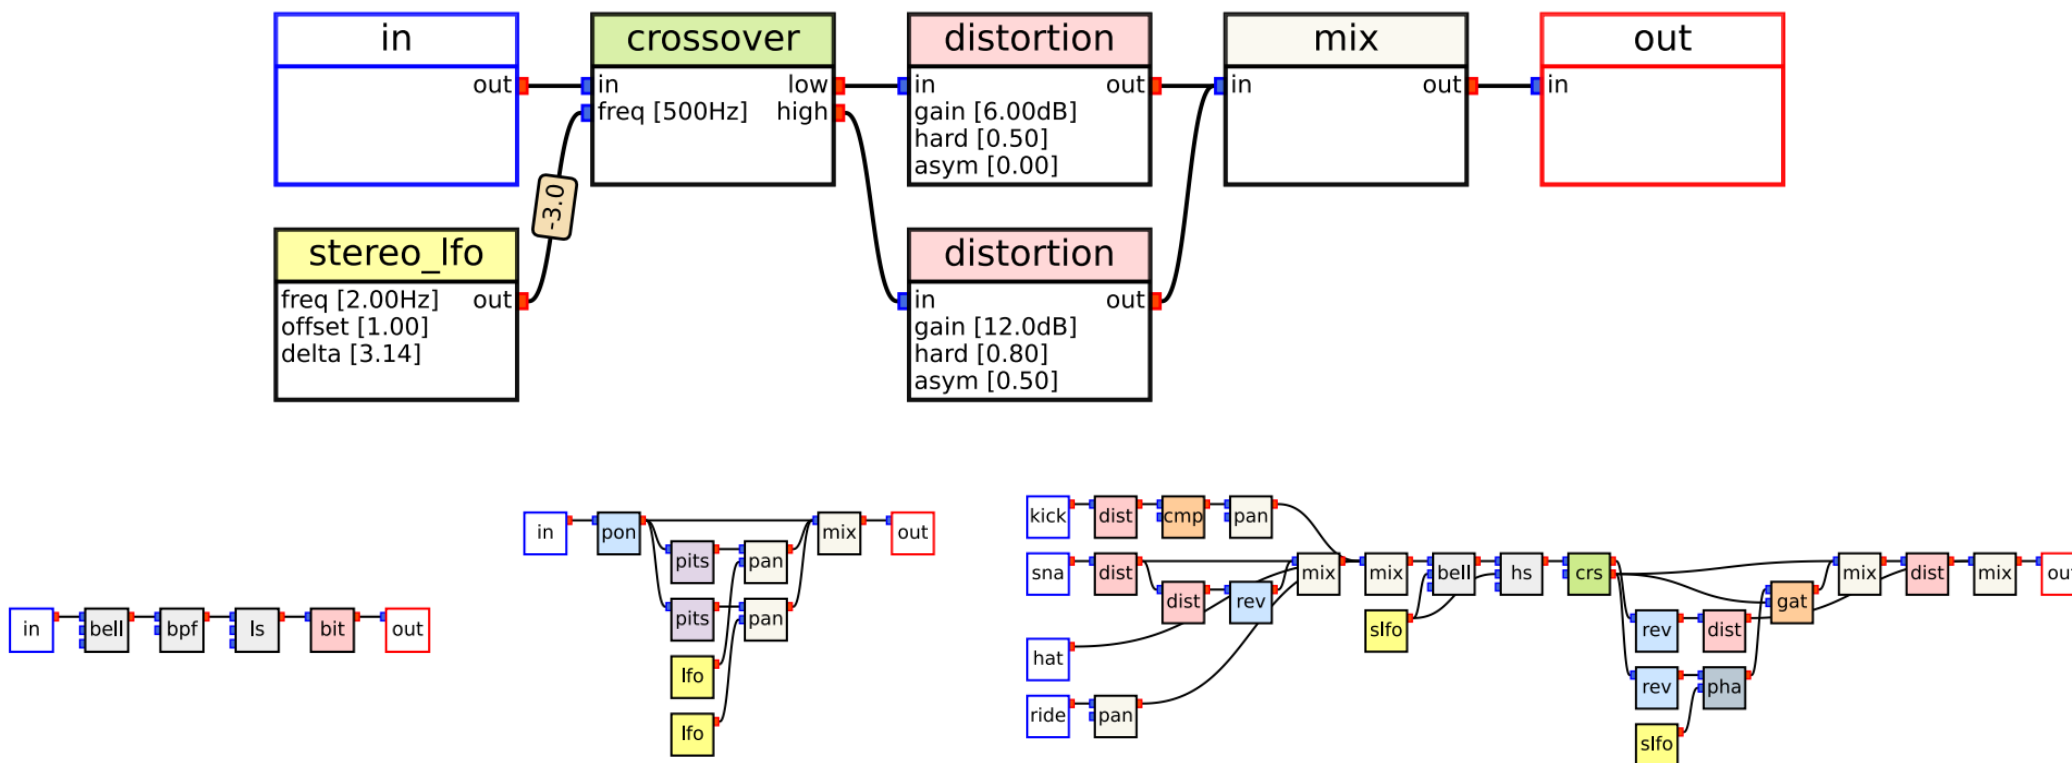 in crossover distortion mix out
out in low in out in out in
freq [500Hz] high gain [6.00dB]
hard [0.50]
asym [0.00]
-3.0
stereo_lfo distortion
freq [2.00Hz] out in out
offset [1.00] gain [12.0dB]
delta [3.14] hard [0.80]
asym [0.50]
kick dist cmp pan
in pon mix out
pits pan sna dist mix mix bell hs crs mix dist mix out
dist rev gat
in bell bpf ls bit out pits pan slfo rev dist
hat
lfo rev pha
ride pan
lfo slfo